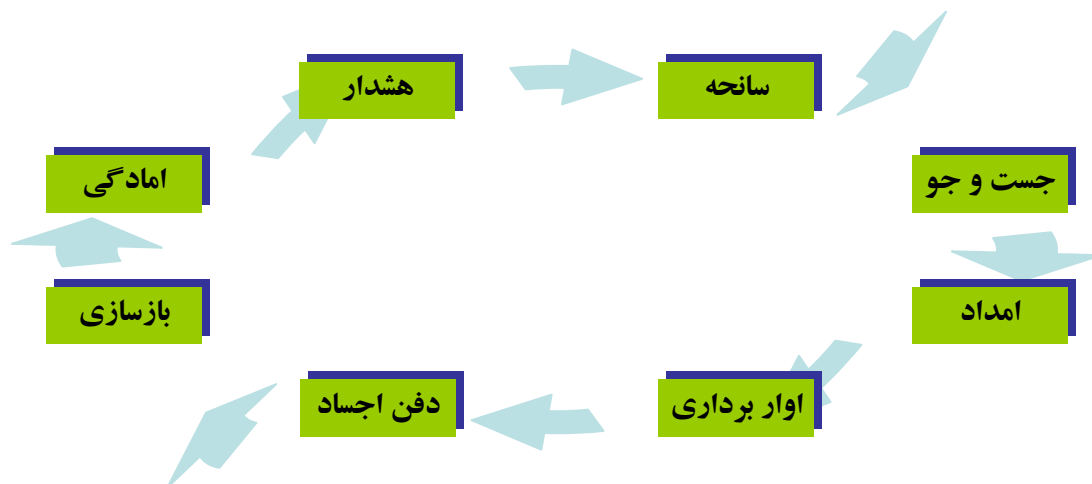 هشدار
سانحه
جست و جو
امداد
اوار برداری
دفن اجساد
بازسازی
امادگی